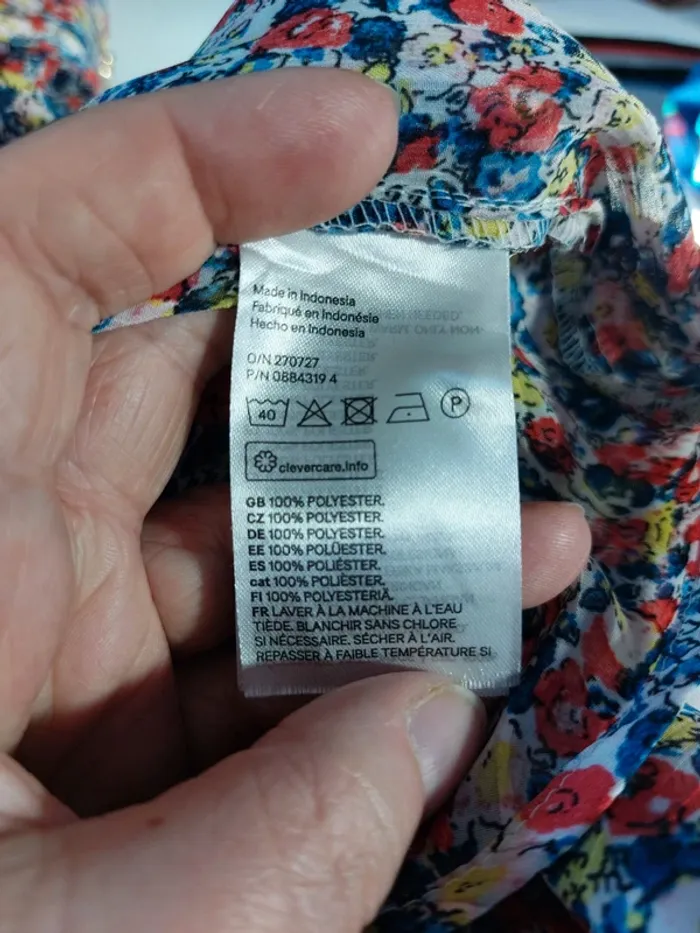 Made in Indonesia
Fabriqué en Indonésie
Hecho en Indonesia
O/N 270727
P/N 0884319 4
40
P
clevercare.info
GB 100% POLYESTER.
CZ 100% POLYESTER.
DE 100% POLYESTER.
EE 100% POLÜESTER.
ES 100% POLIÉSTER.
cat 100% POLIÈSTER.
FI 100% POLYESTERIÄ.
FR LAVER À LA MACHINE À L'EAU
TIÈDE. BLANCHIR SANS CHLORE
SI NÉCESSAIRE. SÉCHER À L'AIR.
REPASSER À FAIBLE TEMPÉRATURE SI